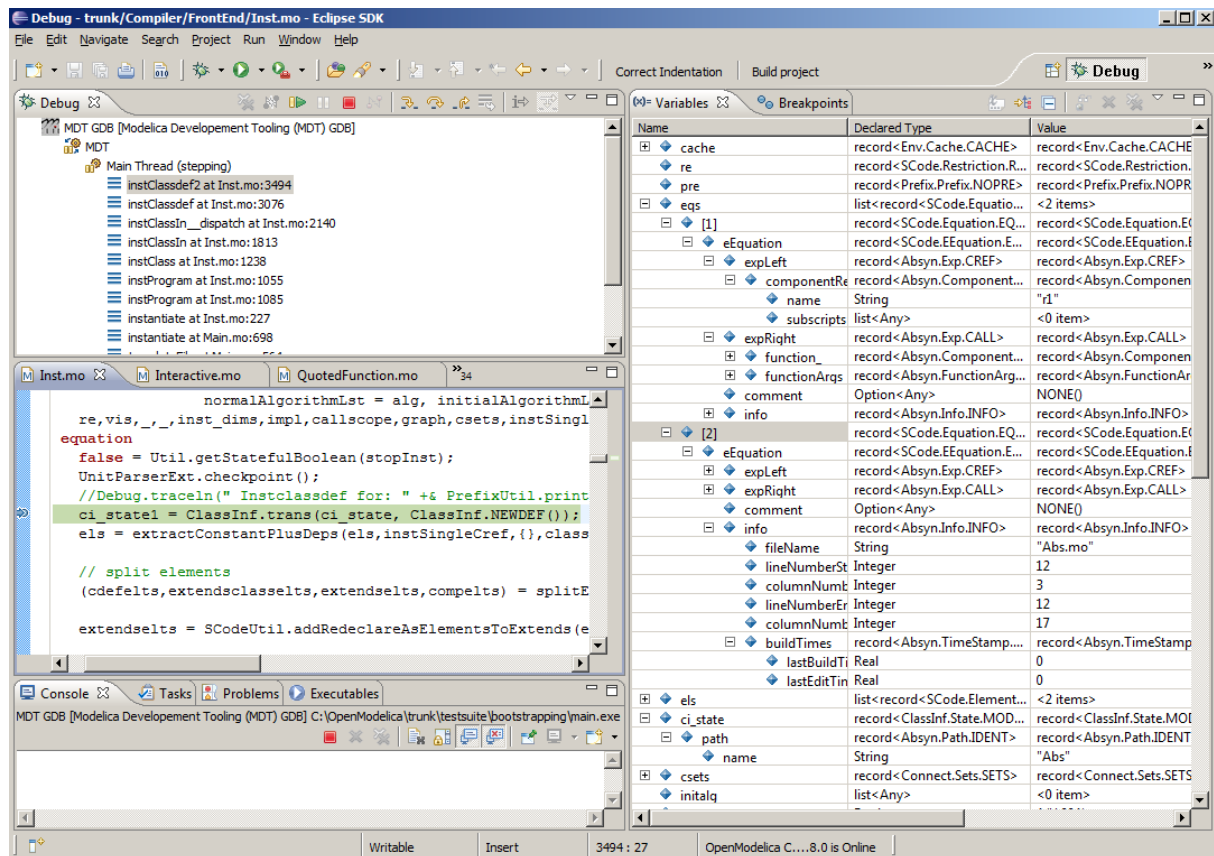 Debug - trunk/Compiler/FrontEnd/Inst.mo - Eclipse SDK
File Edit Navigate Search Project Run Window Help
Correct Indentation Build project Debug »
Debug
MDT GDB [Modelica Developement Tooling (MDT) GDB]
MDT
Main Thread (stepping)
instClassdef2 at Inst.mo:3494
instClassdef at Inst.mo:3076
instClassIn__dispatch at Inst.mo:2140
instClassIn at Inst.mo:1813
instClass at Inst.mo:1238
instProgram at Inst.mo:1055
instProgram at Inst.mo:1085
instantiate at Inst.mo:227
instantiate at Main.mo:698
Inst.mo Interactive.mo QuotedFunction.mo »34
normalAlgorithmLst = alg, initialAlgorithmL
re,vis,_,_,inst_dims,impl,callscope,graph,csets,instSingl
equation
false = Util.getStatefulBoolean(stopInst);
UnitParserExt.checkpoint();
//Debug.traceln(" Instclassdef for: " +& PrefixUtil.print
ci_state1 = ClassInf.trans(ci_state, ClassInf.NEWDEF());
els = extractConstantPlusDeps(els,instSingleCref,{},class
// split elements
(cdefelts,extendsclasselts,extendselts,compelts) = splitE
extendselts = SCodeUtil.addRedeclareAsElementsToExtends(e
Console Tasks Problems Executables
MDT GDB [Modelica Developement Tooling (MDT) GDB] C:\OpenModelica\trunk\testsuite\bootstrapping\main.exe
(x)= Variables Breakpoints
Name Declared Type Value
cache record<Env.Cache.CACHE> record<Env.Cache.CACHE
re record<SCode.Restriction.R... record<SCode.Restriction.
pre record<Prefix.Prefix.NOPRE> record<Prefix.Prefix.NOPR
eqs list<record<SCode.Equatio... <2 items>
[1] record<SCode.Equation.EQ... record<SCode.Equation.E
eEquation record<SCode.EEquation.E... record<SCode.EEquation.E
expLeft record<Absyn.Exp.CREF> record<Absyn.Exp.CREF>
componentRe record<Absyn.Component... record<Absyn.Componen
name String "r1"
subscripts list<Any> <0 item>
expRight record<Absyn.Exp.CALL> record<Absyn.Exp.CALL>
function_ record<Absyn.Component... record<Absyn.Componen
functionArgs record<Absyn.FunctionArg... record<Absyn.FunctionAr
comment Option<Any> NONE()
info record<Absyn.Info.INFO> record<Absyn.Info.INFO>
[2] record<SCode.Equation.EQ... record<SCode.Equation.E
eEquation record<SCode.EEquation.E... record<SCode.EEquation.E
expLeft record<Absyn.Exp.CREF> record<Absyn.Exp.CREF>
expRight record<Absyn.Exp.CALL> record<Absyn.Exp.CALL>
comment Option<Any> NONE()
info record<Absyn.Info.INFO> record<Absyn.Info.INFO>
fileName String "Abs.mo"
lineNumberSt Integer 12
columnNumb Integer 3
lineNumberEr Integer 12
columnNumb Integer 17
buildTimes record<Absyn.TimeStamp.... record<Absyn.TimeStamp
lastBuildTi Real 0
lastEditTin Real 0
els list<record<SCode.Element... <2 items>
ci_state record<ClassInf.State.MOD... record<ClassInf.State.MOD
path record<Absyn.Path.IDENT> record<Absyn.Path.IDENT
name String "Abs"
csets record<Connect.Sets.SETS> record<Connect.Sets.SETS
initalg list<Any> <0 item>
Writable Insert 3494 : 27 OpenModelica C....8.0 is Online